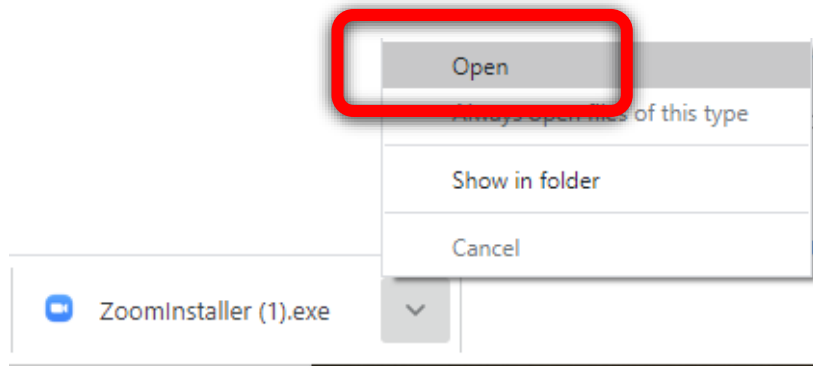 Open
Always open files of this type
Show in folder
Cancel
ZoomInstaller (1).exe